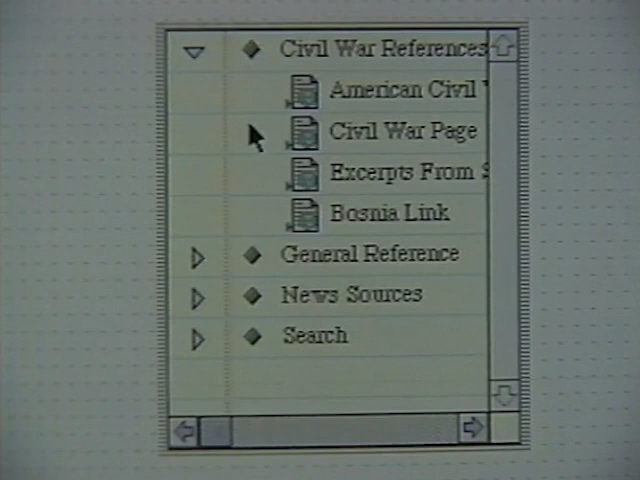 Civil War References
American Civil
Civil War Page
Excerpts From
Bosnia Link
General Reference
News Sources
Search